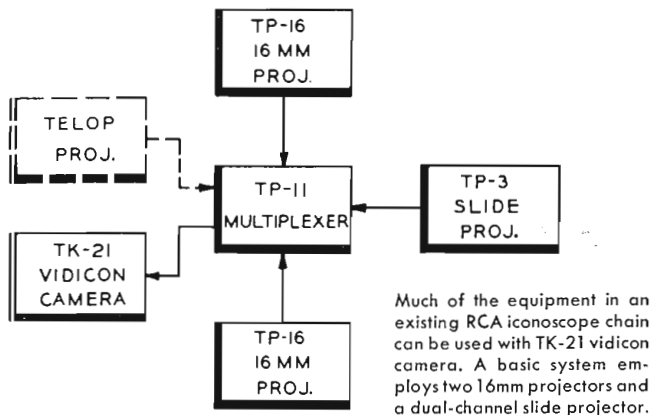 TP-16
16 MM
PROJ.
TELOP
PROJ.
TP-11
MULTIPLEXER
TP-3
SLIDE
PROJ.
TK-21
VIDICON
CAMERA
TP-16
16 MM
PROJ.
Much of the equipment in an
existing RCA iconoscope chain
can be used with TK-21 vidicon
camera. A basic system em-
ploys two 16mm projectors and
a dual-channel slide projector.